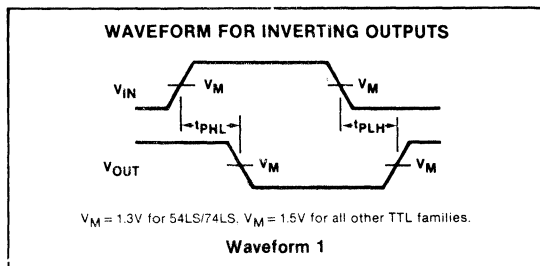 WAVEFORM FOR INVERTING OUTPUTS
VIN
VM
VM
tPHL
tPLH
VOUT
VM
VM
VM = 1.3V for 54LS/74LS, VM = 1.5V for all other TTL families.
Waveform 1